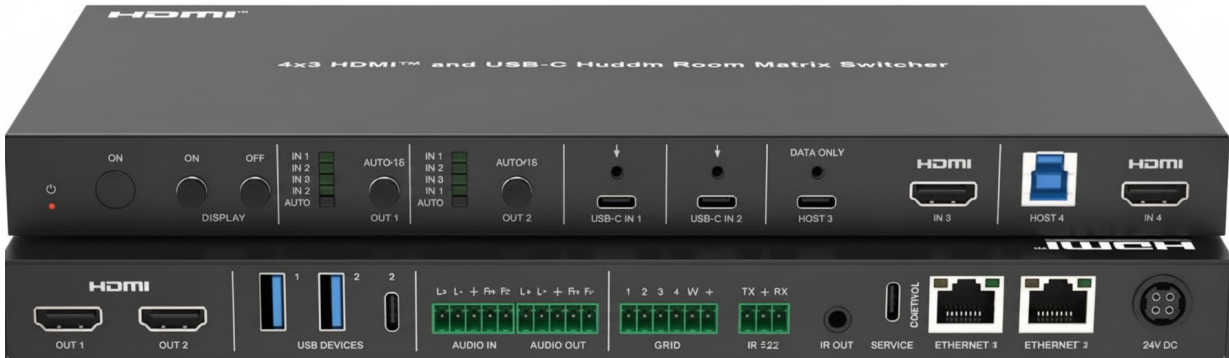 HDMI™
4x3 HDMI™ and USB-C Huddm Room Matrix Switcher
ON
ON
OFF
DISPLAY
IN 1
IN 2
IN 3
IN 2
AUTO
AUTO
OUT 1
IN 1
IN 2
IN 3
IN 1
AUTO
OUT 2
USB-C IN 1
USB-C IN 2
DATA ONLY
HOST 3
HDMI
IN 3
HOST 4
HDMI
IN 4
HDMI
HDMI
OUT 1
OUT 2
1
2
2
USB DEVICES
AUDIO IN
AUDIO OUT
1 2 3 4 W +
GRID
TX + RX
IR
IR OUT
SERVICE
ETHERNET
ETHERNET
24V DC